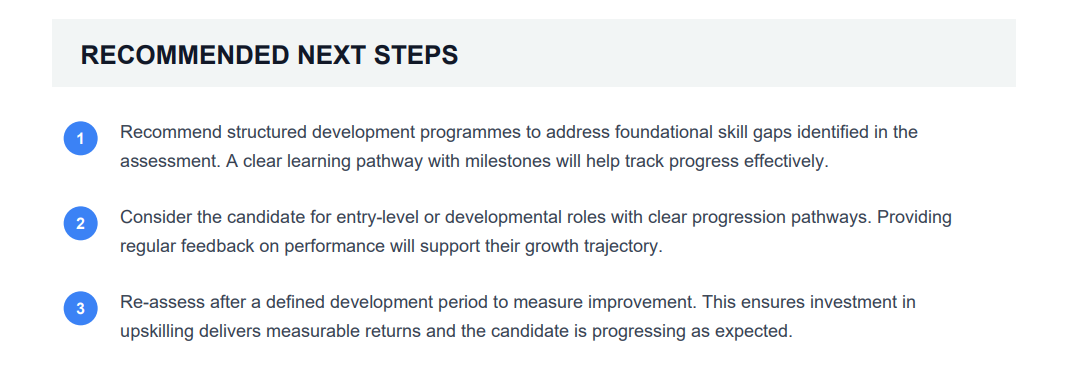 RECOMMENDED NEXT STEPS
1
Recommend structured development programmes to address foundational skill gaps identified in the
assessment. A clear learning pathway with milestones will help track progress effectively.
2
Consider the candidate for entry-level or developmental roles with clear progression pathways. Providing
regular feedback on performance will support their growth trajectory.
3
Re-assess after a defined development period to measure improvement. This ensures investment in
upskilling delivers measurable returns and the candidate is progressing as expected.